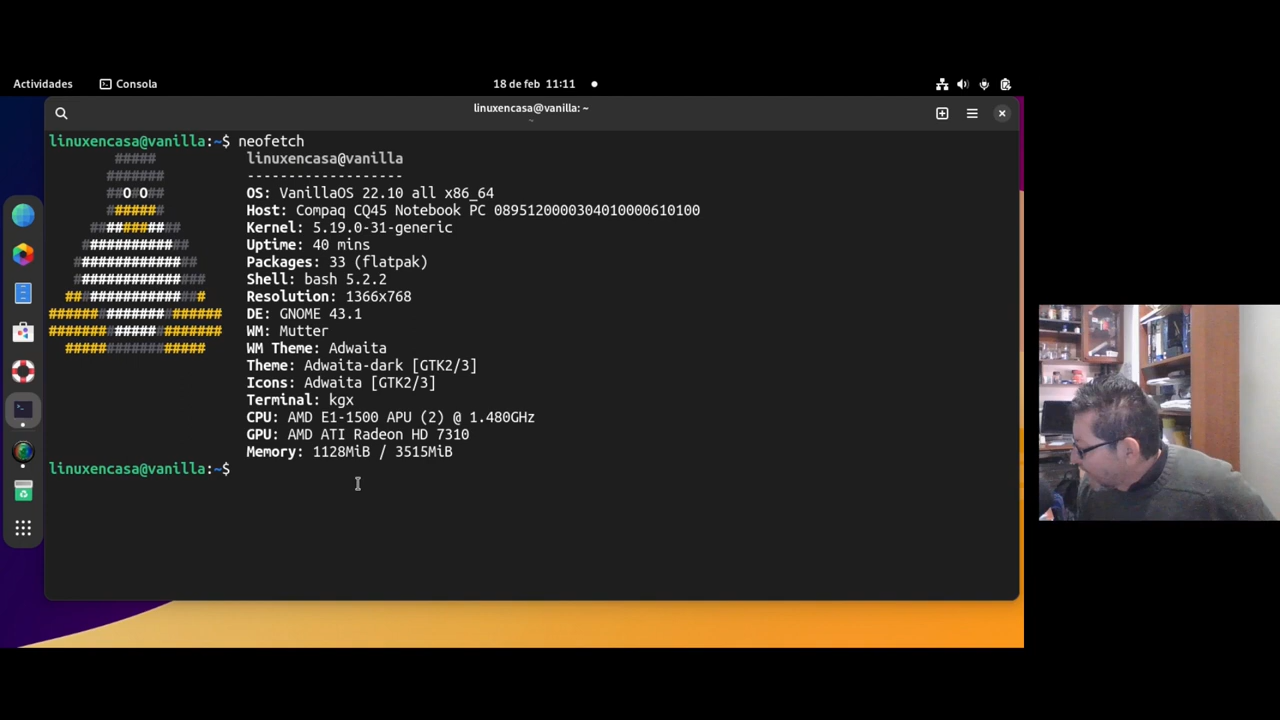 Actividades Consola 18 de feb 11:11
linuxencasa@vanilla: ~
~
linuxencasa@vanilla:~$ neofetch
##### linuxencasa@vanilla
####### -------------------
##O#O## OS: VanillaOS 22.10 all x86_64
####### Host: Compaq CQ45 Notebook PC 0895120000304010000610100
########### Kernel: 5.19.0-31-generic
############# Uptime: 40 mins
############### Packages: 33 (flatpak)
################ Shell: bash 5.2.2
################# Resolution: 1366x768
##################### DE: GNOME 43.1
##################### WM: Mutter
################# WM Theme: Adwaita
Theme: Adwaita-dark [GTK2/3]
Icons: Adwaita [GTK2/3]
Terminal: kgx
CPU: AMD E1-1500 APU (2) @ 1.480GHz
GPU: AMD ATI Radeon HD 7310
Memory: 1128MiB / 3515MiB
linuxencasa@vanilla:~$